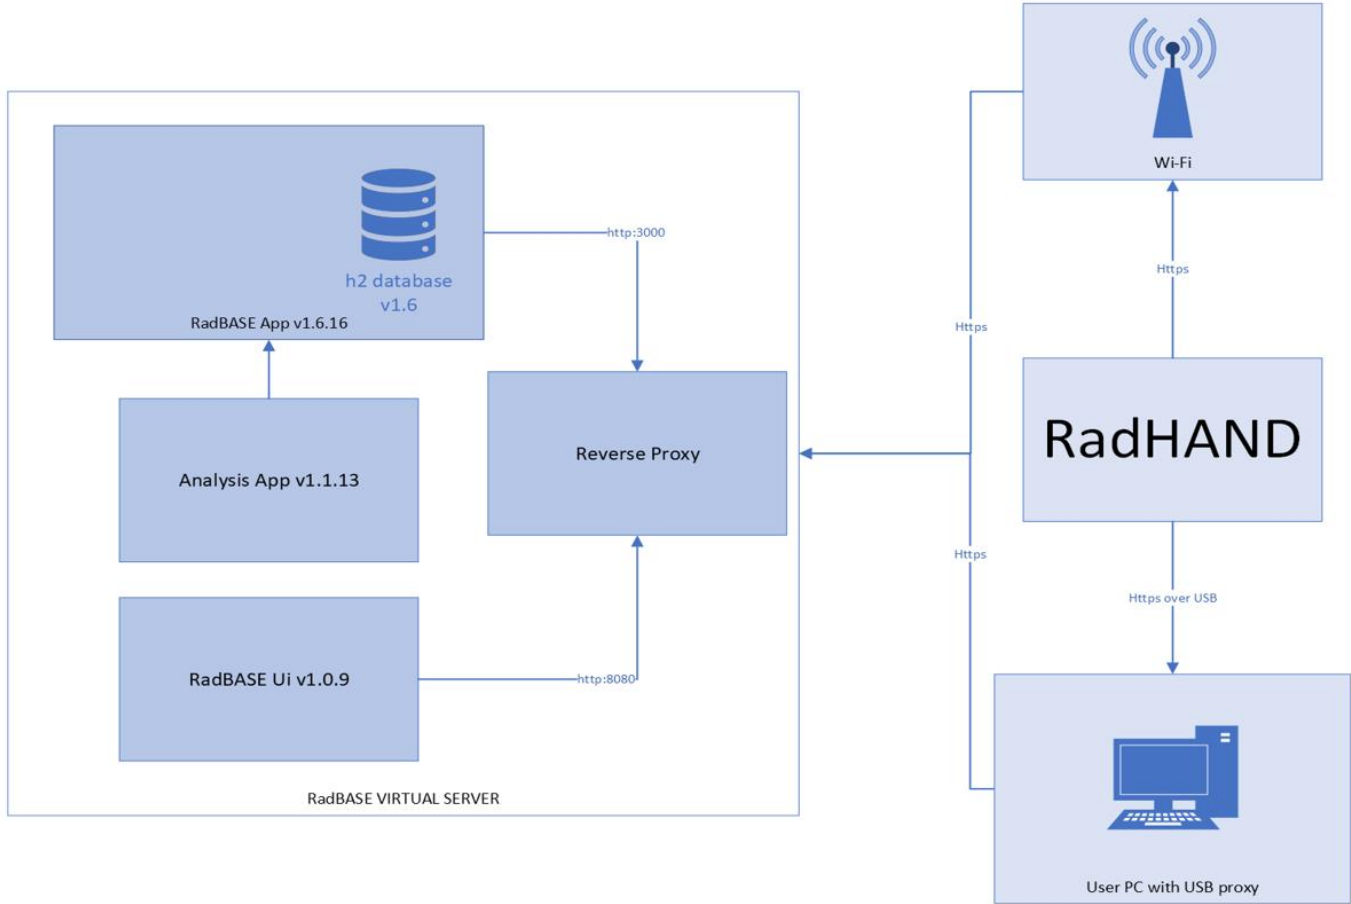 Wi-Fi
http:3000
Https
h2 database
v1.6
RadBASE App v1.6.16
Https
RadHAND
Reverse Proxy
Analysis App v1.1.13
Https
Https over USB
RadBASE Ui v1.0.9
http:8080
RadBASE VIRTUAL SERVER
User PC with USB proxy